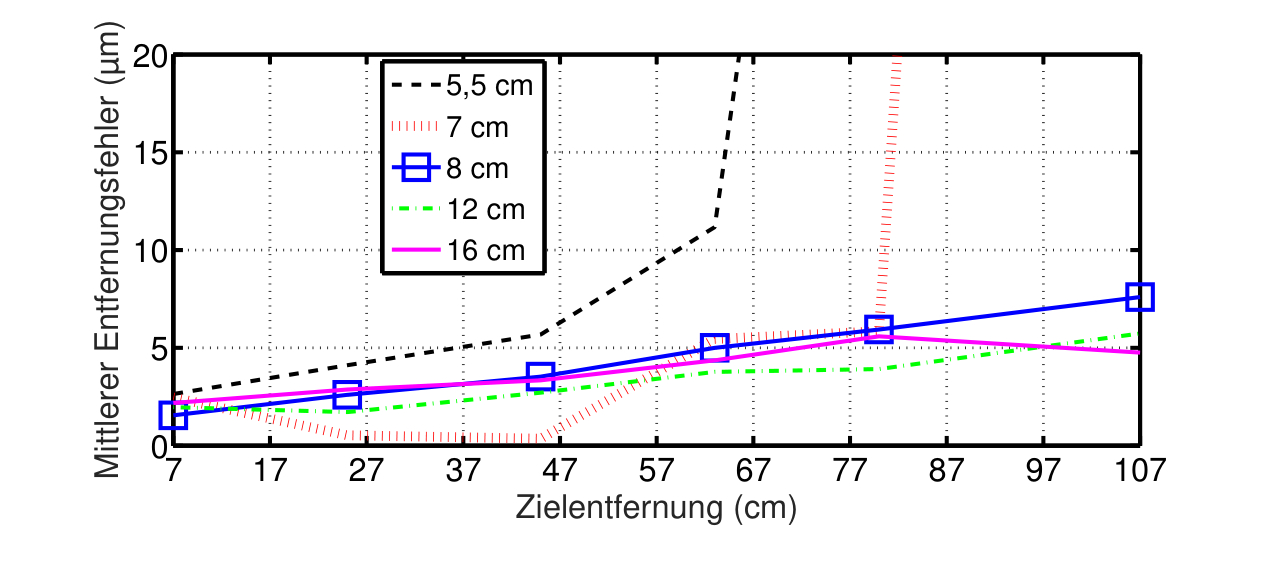 Mittlerer Entfernungsfehler (µm)
20
15
10
5
0
5,5 cm
7 cm
8 cm
12 cm
16 cm
7 17 27 37 47 57 67 77 87 97 107
Zielentfernung (cm)